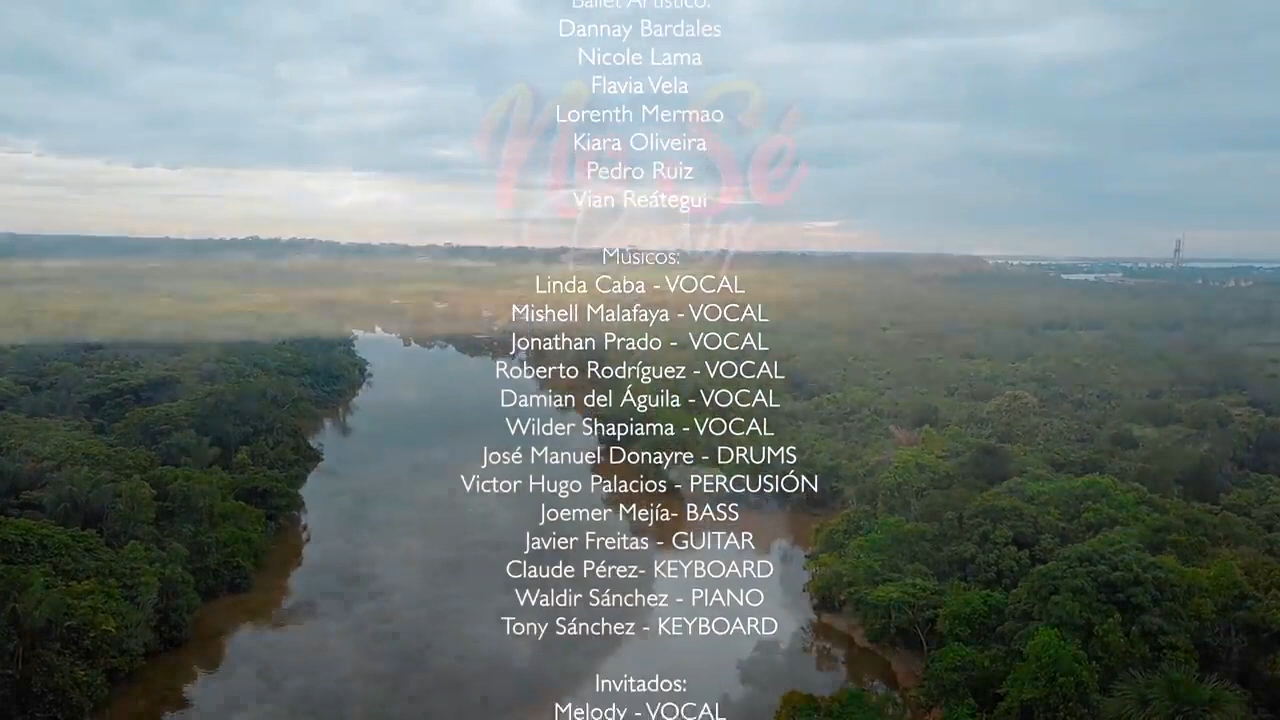 Ballet Artístico:
Dannay Bardales
Nicole Lama
Flavia Vela
Lorenth Mermao
Kiara Oliveira
Pedro Ruiz
Vian Reátegui
Músicos:
Linda Caba - VOCAL
Mishell Malafaya - VOCAL
Jonathan Prado - VOCAL
Roberto Rodríguez - VOCAL
Damian del Águila - VOCAL
Wilder Shapiama - VOCAL
José Manuel Donayre - DRUMS
Victor Hugo Palacios - PERCUSIÓN
Joemer Mejía- BASS
Javier Freitas - GUITAR
Claude Pérez- KEYBOARD
Waldir Sánchez - PIANO
Tony Sánchez - KEYBOARD
Invitados:
Melody - VOCAL